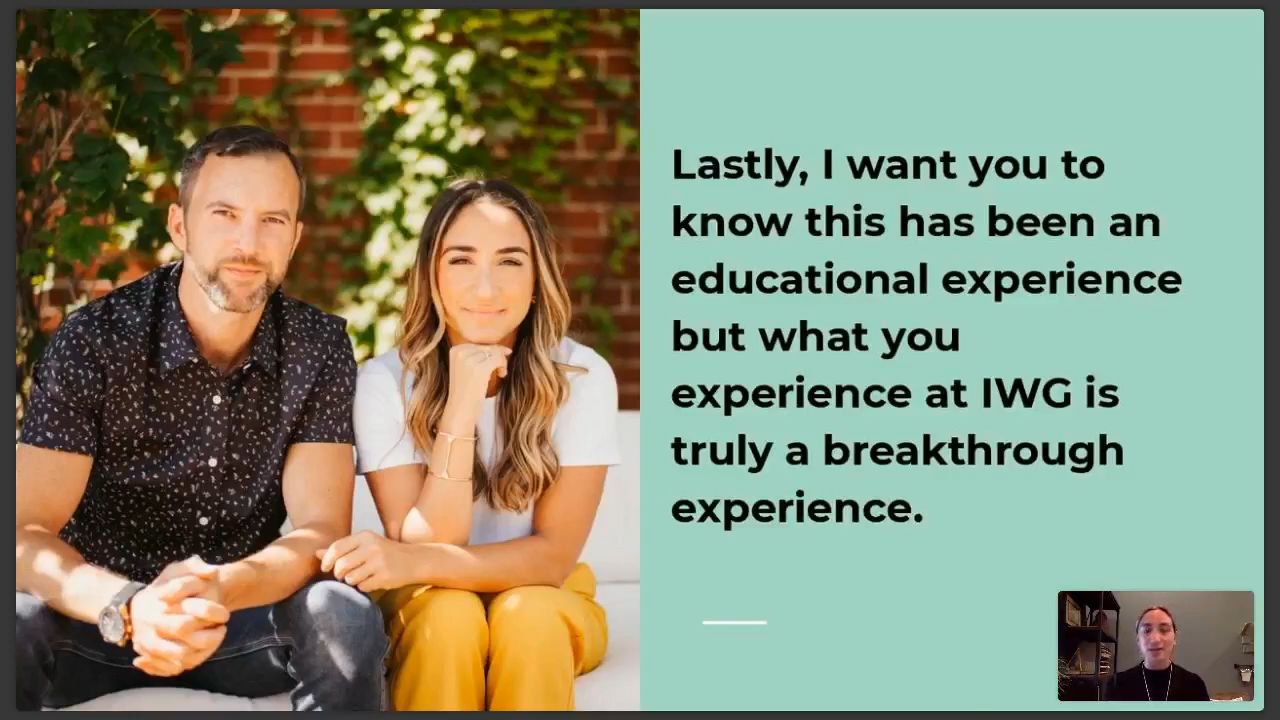 Lastly, I want you to
know this has been an
educational experience
but what you
experience at IWG is
truly a breakthrough
experience.